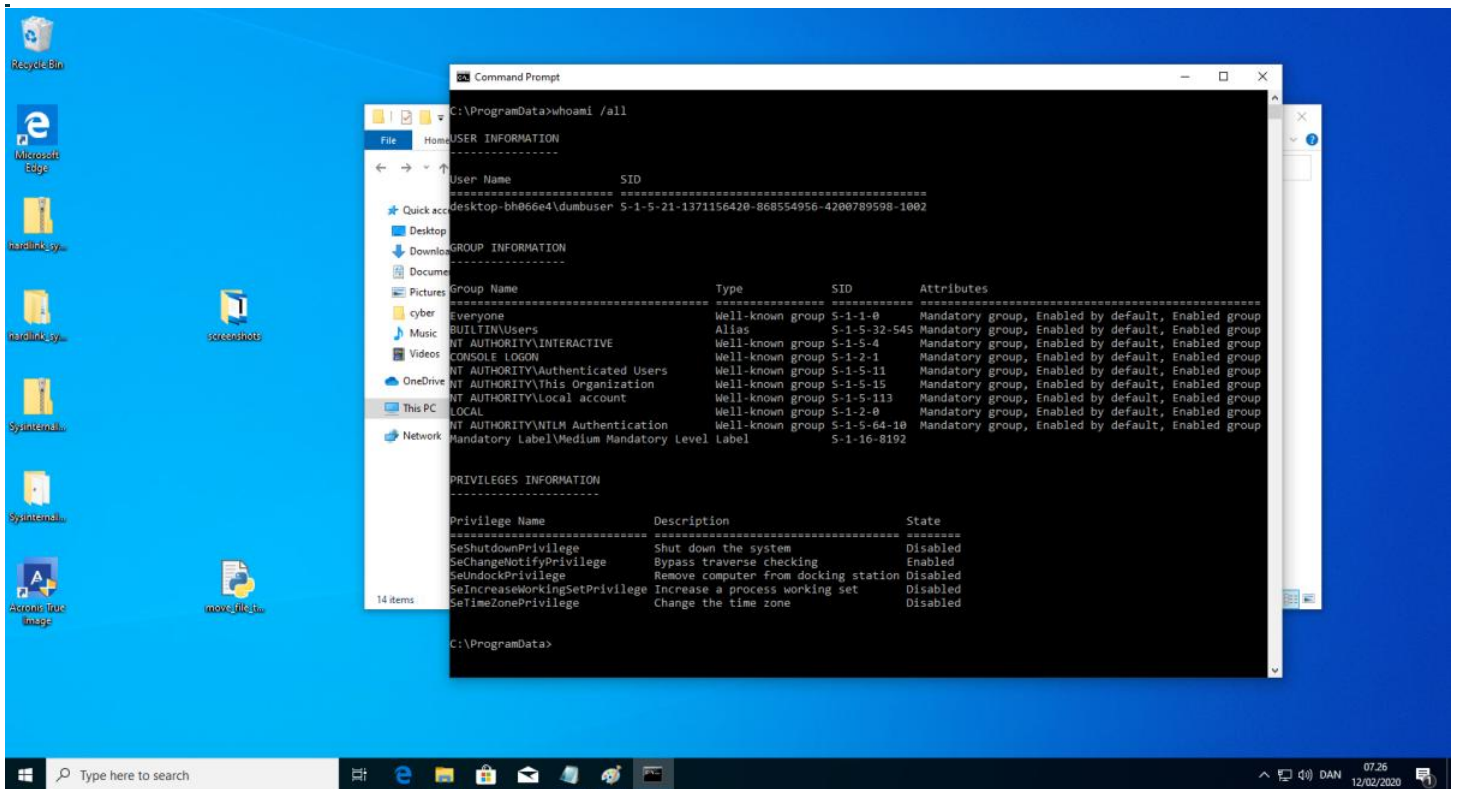 Recycle Bin
Microsoft
Edge
hardlink_sy...
hardlink_sy...
screenshots
Sysinternal...
Sysinternal...
Acronis True
Image
move_file_t...
File
Home
Quick acc
Desktop
Downloa
Docume
Pictures
cyber
Music
Videos
OneDrive
This PC
Network
14 items
Command Prompt
C:\ProgramData>whoami /all
USER INFORMATION
----------------
User Name SID
======================= ============================================
desktop-bh066e4\dumbuser S-1-5-21-1371156420-868554956-4200789598-1002
GROUP INFORMATION
-----------------
Group Name Type SID Attributes
====================================== ================ ============ ==================================================
Everyone Well-known group S-1-1-0 Mandatory group, Enabled by default, Enabled group
BUILTIN\Users Alias S-1-5-32-545 Mandatory group, Enabled by default, Enabled group
NT AUTHORITY\INTERACTIVE Well-known group S-1-5-4 Mandatory group, Enabled by default, Enabled group
CONSOLE LOGON Well-known group S-1-2-1 Mandatory group, Enabled by default, Enabled group
NT AUTHORITY\Authenticated Users Well-known group S-1-5-11 Mandatory group, Enabled by default, Enabled group
NT AUTHORITY\This Organization Well-known group S-1-5-15 Mandatory group, Enabled by default, Enabled group
NT AUTHORITY\Local account Well-known group S-1-5-113 Mandatory group, Enabled by default, Enabled group
LOCAL Well-known group S-1-2-0 Mandatory group, Enabled by default, Enabled group
NT AUTHORITY\NTLM Authentication Well-known group S-1-5-64-10 Mandatory group, Enabled by default, Enabled group
Mandatory Label\Medium Mandatory Level Label S-1-16-8192
PRIVILEGES INFORMATION
----------------------
Privilege Name Description State
============================= ==================================== ========
SeShutdownPrivilege Shut down the system Disabled
SeChangeNotifyPrivilege Bypass traverse checking Enabled
SeUndockPrivilege Remove computer from docking station Disabled
SeIncreaseWorkingSetPrivilege Increase a process working set Disabled
SeTimeZonePrivilege Change the time zone Disabled
C:\ProgramData>
Type here to search
DAN
07.26
12/02/2020